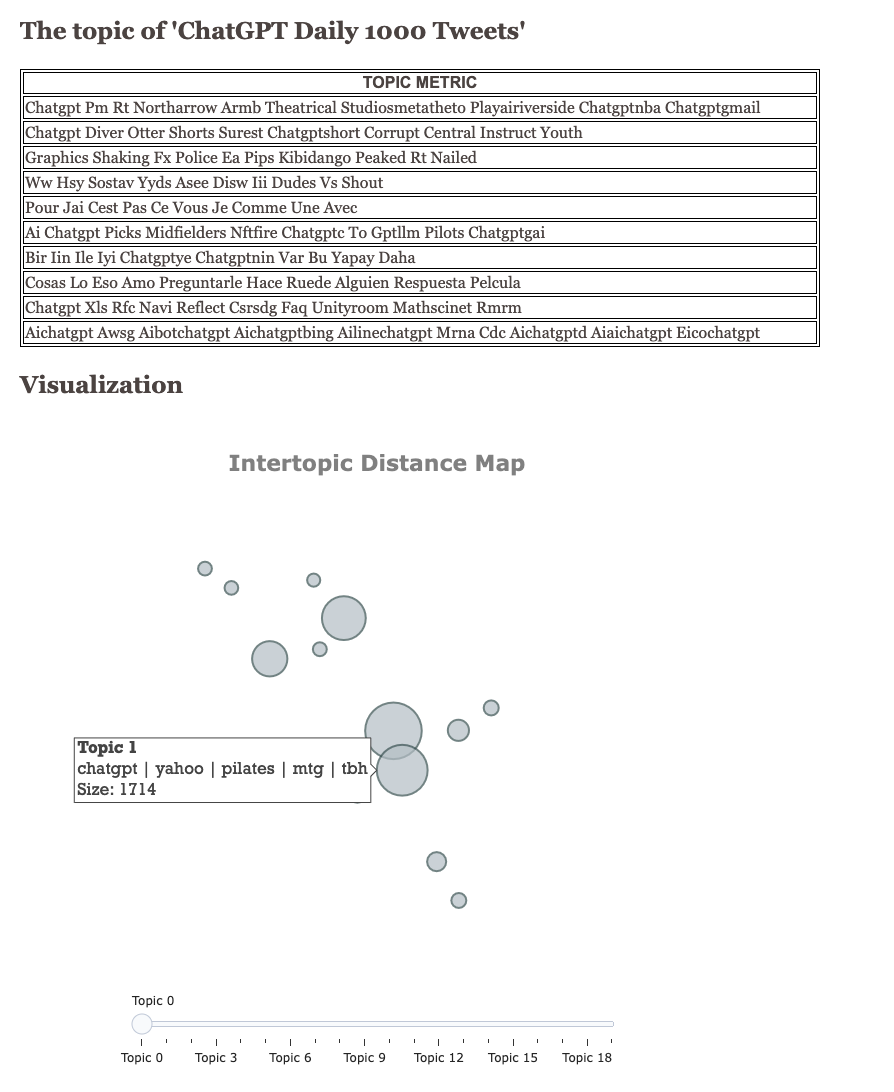 The topic of 'ChatGPT Daily 1000 Tweets'
TOPIC METRIC
Chatgpt Pm Rt Northarrow Armb Theatrical Studiosmetatheto Playairiverside Chatgptnba Chatgptgmail
Chatgpt Diver Otter Shorts Surest Chatgptshort Corrupt Central Instruct Youth
Graphics Shaking Fx Police Ea Pips Kibidango Peaked Rt Nailed
Ww Hsy Sostav Yyds Asee Disw Iii Dudes Vs Shout
Pour Jai Cest Pas Ce Vous Je Comme Une Avec
Ai Chatgpt Picks Midfielders Nftfire Chatgptc To Gptllm Pilots Chatgptgai
Bir Iin Ile Iyi Chatgptye Chatgptnin Var Bu Yapay Daha
Cosas Lo Eso Amo Preguntarle Hace Ruede Alguien Respuesta Pelcula
Chatgpt Xls Rfc Navi Reflect Csrsdg Faq Unityroom Mathscinet Rmrm
Aichatgpt Awsg Aibotchatgpt Aichatgptbing Ailinechatgpt Mrna Cdc Aichatgptd Aiaichatgpt Eicochatgpt
Visualization
Intertopic Distance Map
Topic 1
chatgpt | yahoo | pilates | mtg | tbh
Size: 1714
Topic 0
Topic 0 Topic 3 Topic 6 Topic 9 Topic 12 Topic 15 Topic 18